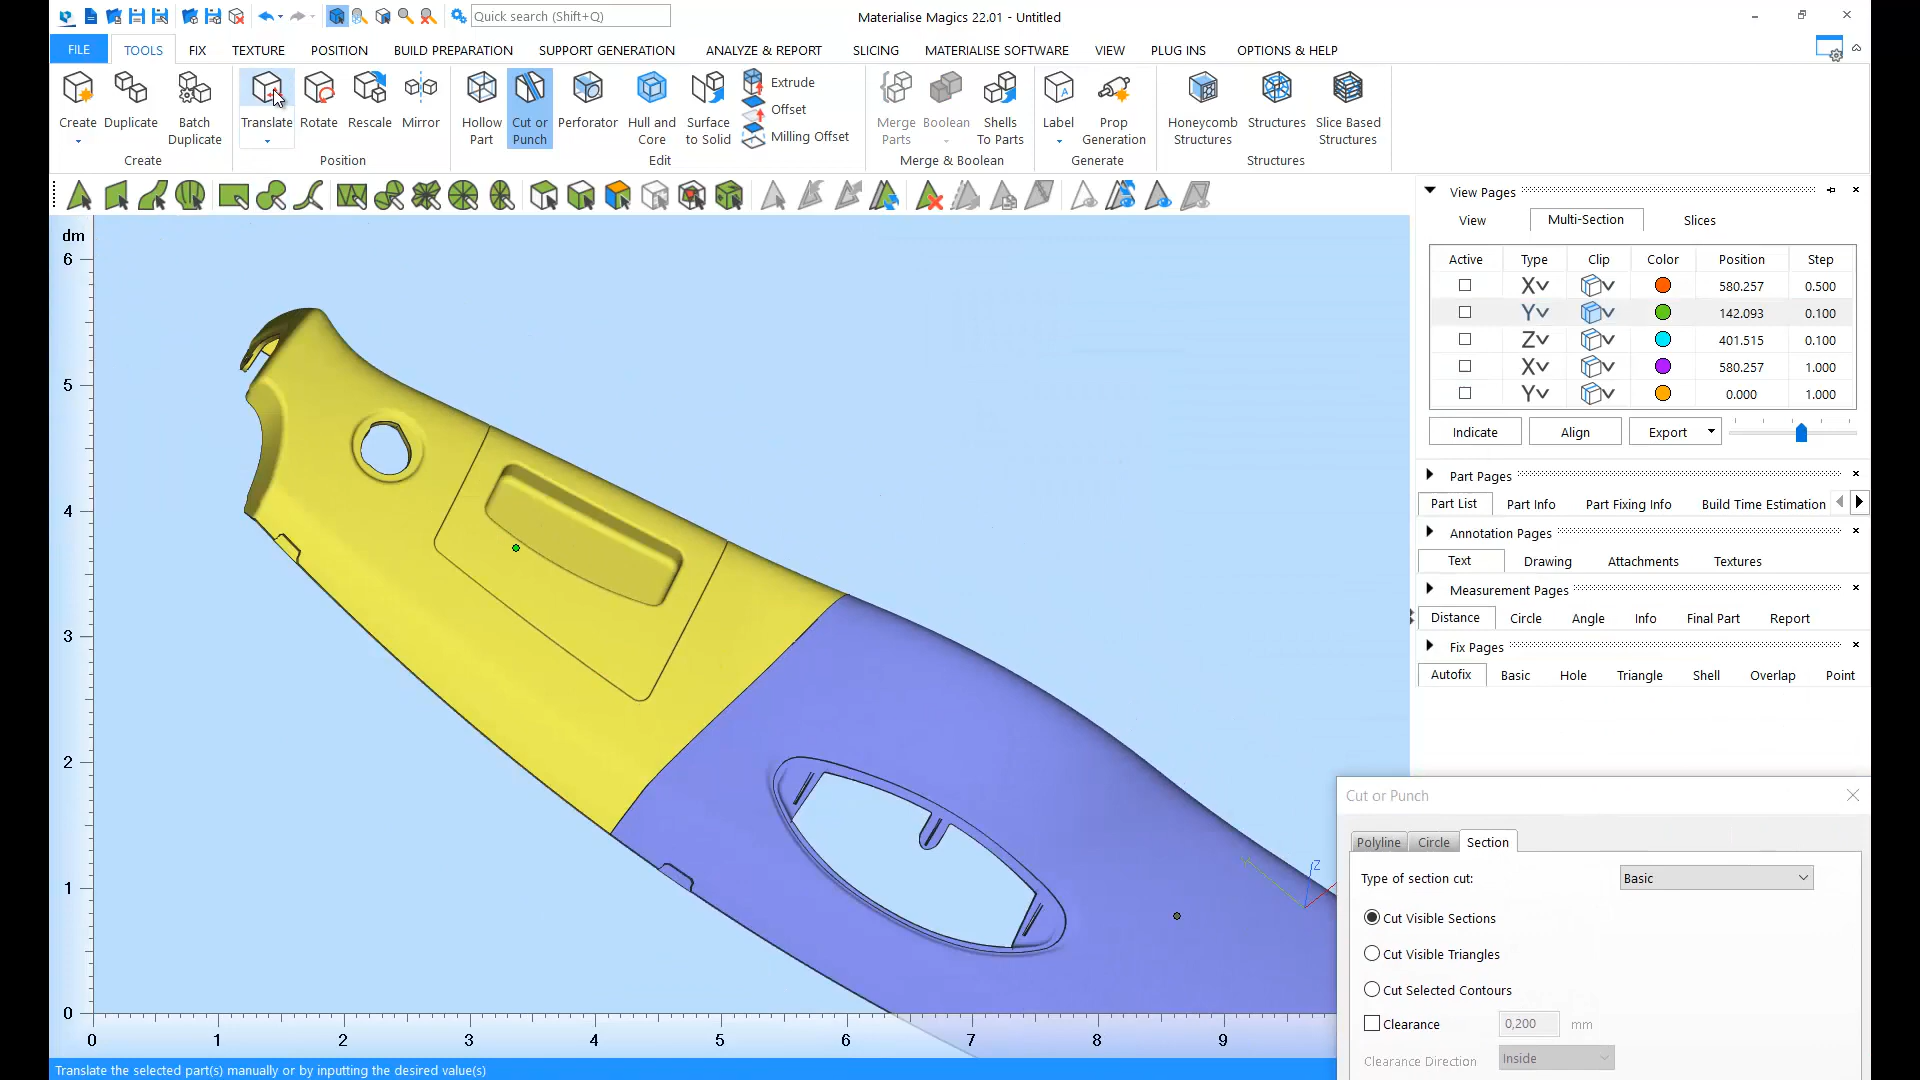 Quick search (Shift+Q)
Materialise Magics 22.01 - Untitled
FILE TOOLS FIX TEXTURE POSITION BUILD PREPARATION SUPPORT GENERATION ANALYZE & REPORT SLICING MATERIALISE SOFTWARE VIEW PLUG INS OPTIONS & HELP
Create Duplicate Batch Duplicate
Create
Translate Rotate Rescale Mirror
Position
Hollow Part Cut or Punch Perforator Hull and Core Surface to Solid
Extrude
Offset
Milling Offset
Edit
Merge Parts Boolean Shells To Parts
Merge & Boolean
Label Prop Generation
Generate
Honeycomb Structures Structures Slice Based Structures
Structures
View Pages
View Multi-Section Slices
Active Type Clip Color Position Step
X 580.257 0.500
Y 142.093 0.100
Z 401.515 0.100
X 580.257 1.000
Y 0.000 1.000
Indicate Align Export
Part Pages
Part List Part Info Part Fixing Info Build Time Estimation
Annotation Pages
Text Drawing Attachments Textures
Measurement Pages
Distance Circle Angle Info Final Part Report
Fix Pages
Autofix Basic Hole Triangle Shell Overlap Point
dm
6
5
4
3
2
1
0
0 1 2 3 4 5 6 7 8 9
Z
Cut or Punch
Polyline Circle Section
Type of section cut: Basic
Cut Visible Sections
Cut Visible Triangles
Cut Selected Contours
Clearance 0,200 mm
Clearance Direction Inside
Translate the selected part(s) manually or by inputting the desired value(s)